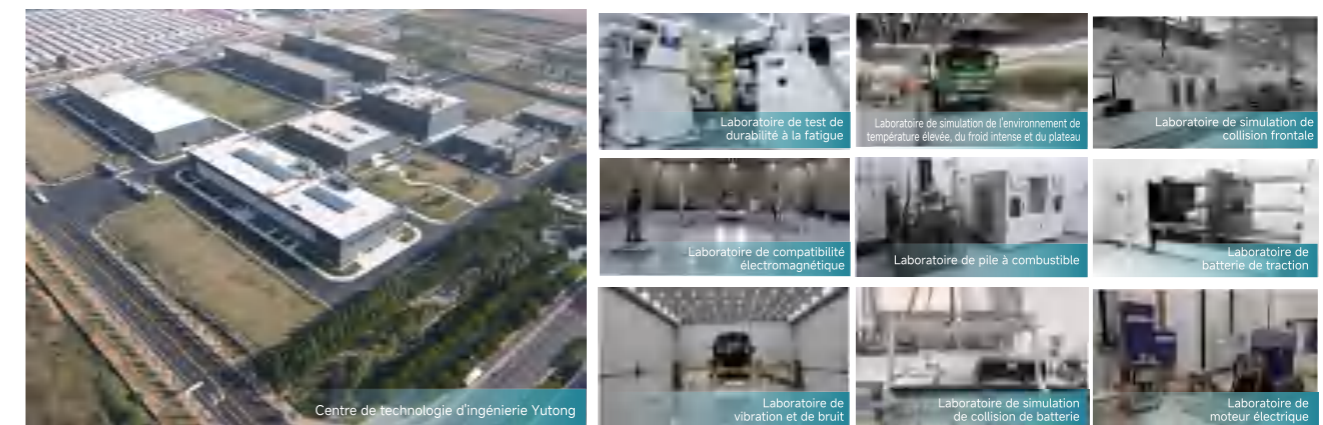 Centre de technologie d'ingénierie Yutong
Laboratoire de test de
durabilité à la fatigue
Laboratoire de simulation de l'environnement de
température élevée, du froid intense et du plateau
Laboratoire de simulation de
collision frontale
Laboratoire de compatibilité
électromagnétique
Laboratoire de pile à combustible
Laboratoire de
batterie de traction
Laboratoire de
vibration et de bruit
Laboratoire de simulation
de collision de batterie
Laboratoire de
moteur électrique